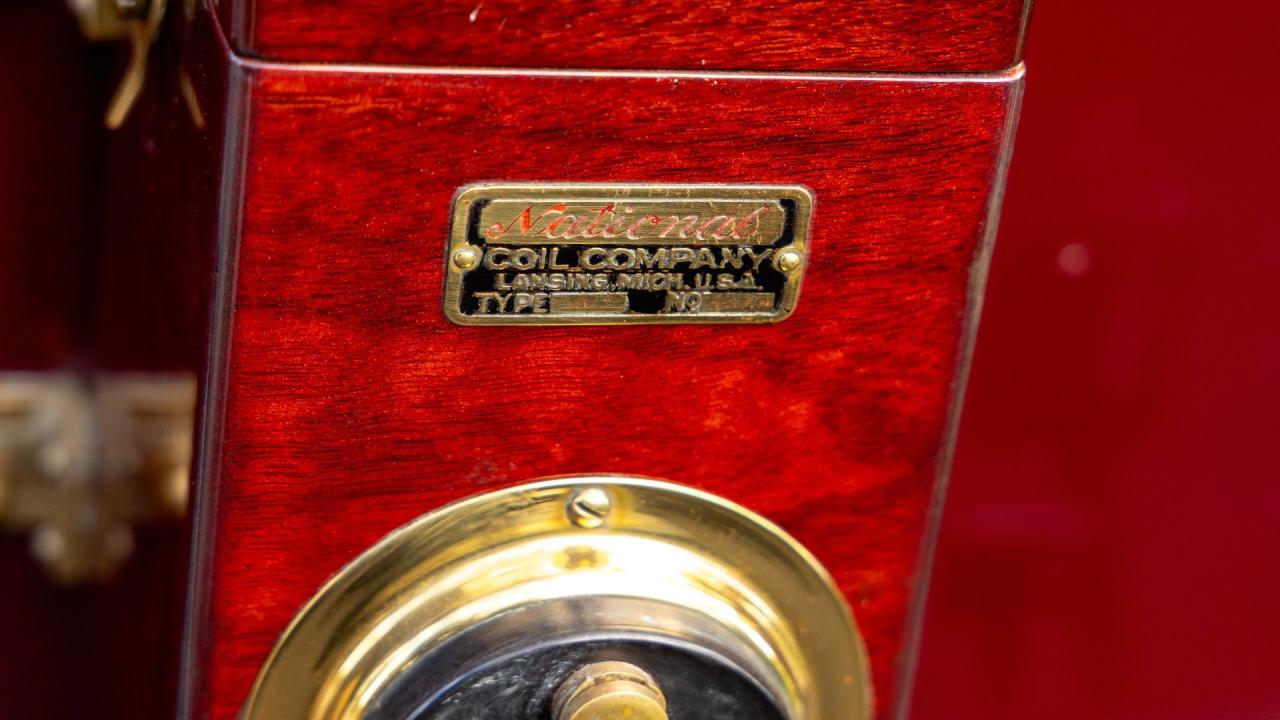 National
COIL COMPANY
LANSING, MICH. U.S.A.
TYPE NO